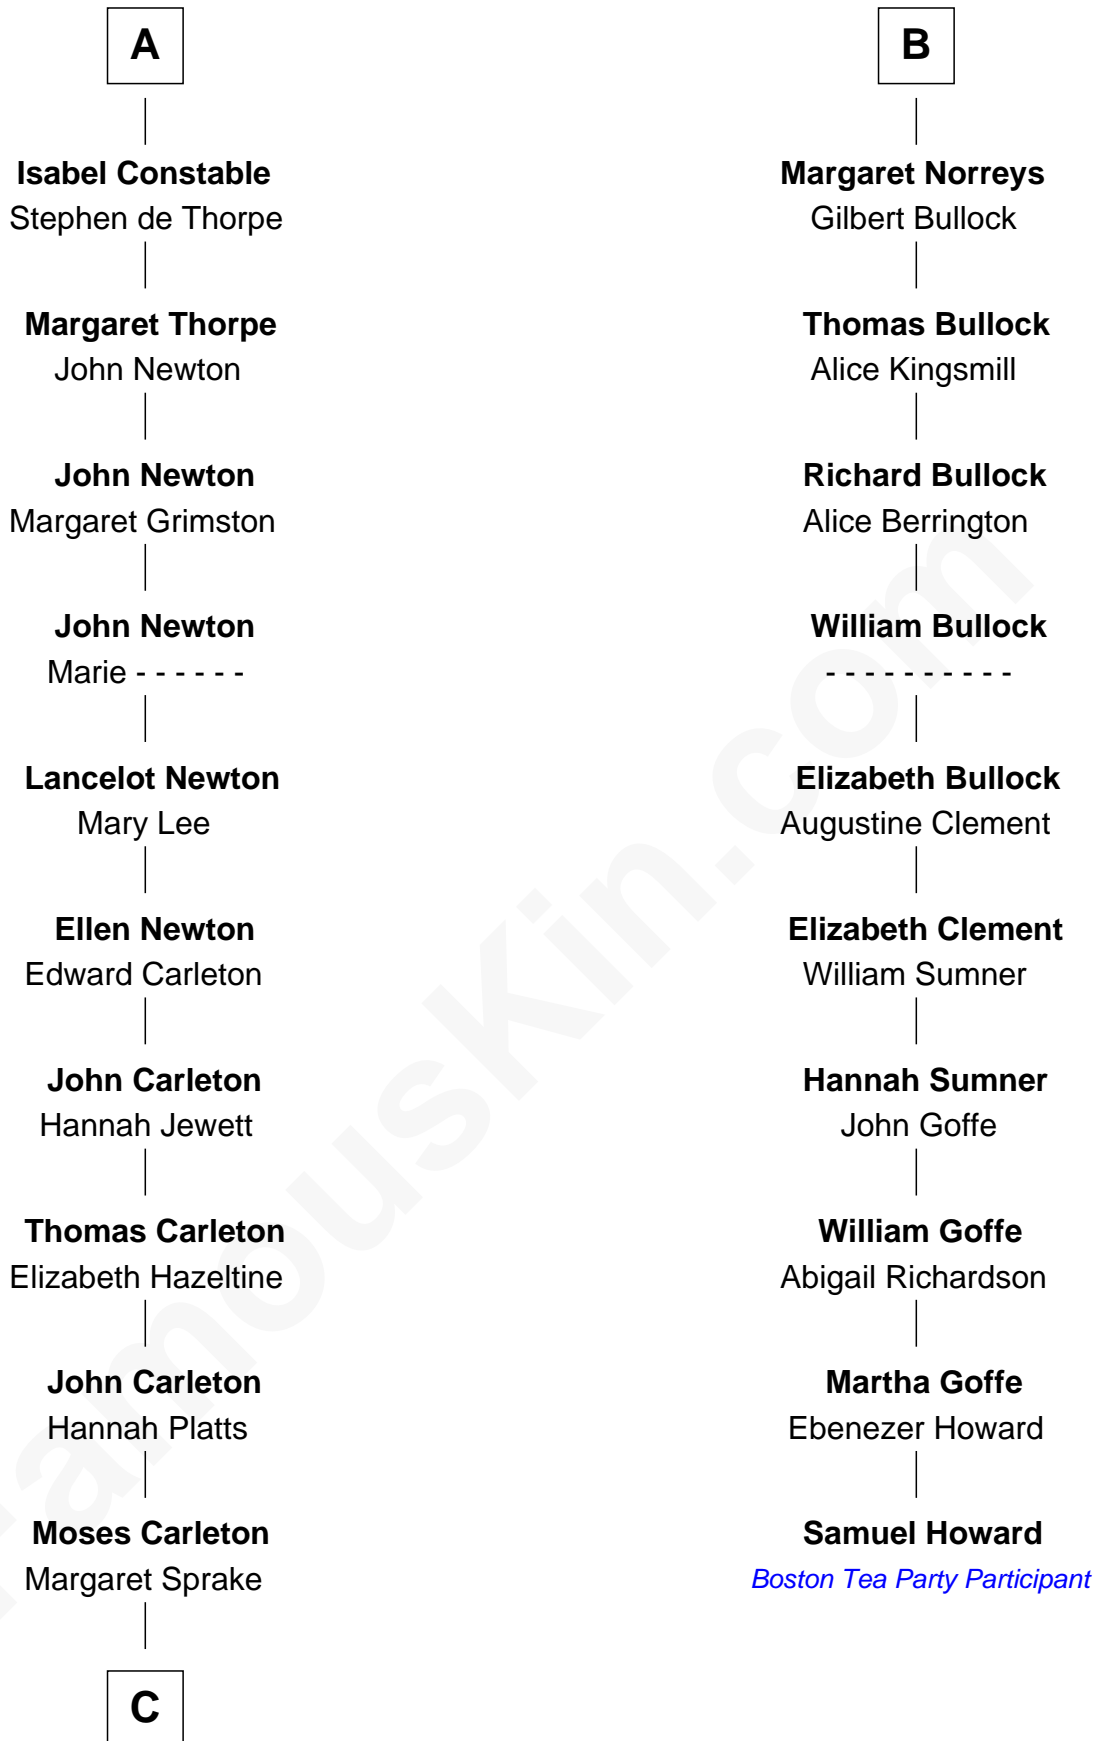 A
Isabel Constable
Stephen de Thorpe
Margaret Thorpe
John Newton
John Newton
Margaret Grimston
John Newton
Marie - - - - - -
Lancelot Newton
Mary Lee
Ellen Newton
Edward Carleton
John Carleton
Hannah Jewett
Thomas Carleton
Elizabeth Hazeltine
John Carleton
Hannah Platts
Moses Carleton
Margaret Sprake
C
B
Margaret Norreys
Gilbert Bullock
Thomas Bullock
Alice Kingsmill
Richard Bullock
Alice Berrington
William Bullock
- - - - - - - - - -
Elizabeth Bullock
Augustine Clement
Elizabeth Clement
William Sumner
Hannah Sumner
John Goffe
William Goffe
Abigail Richardson
Martha Goffe
Ebenezer Howard
Samuel Howard
Boston Tea Party Participant
FamousKin.com